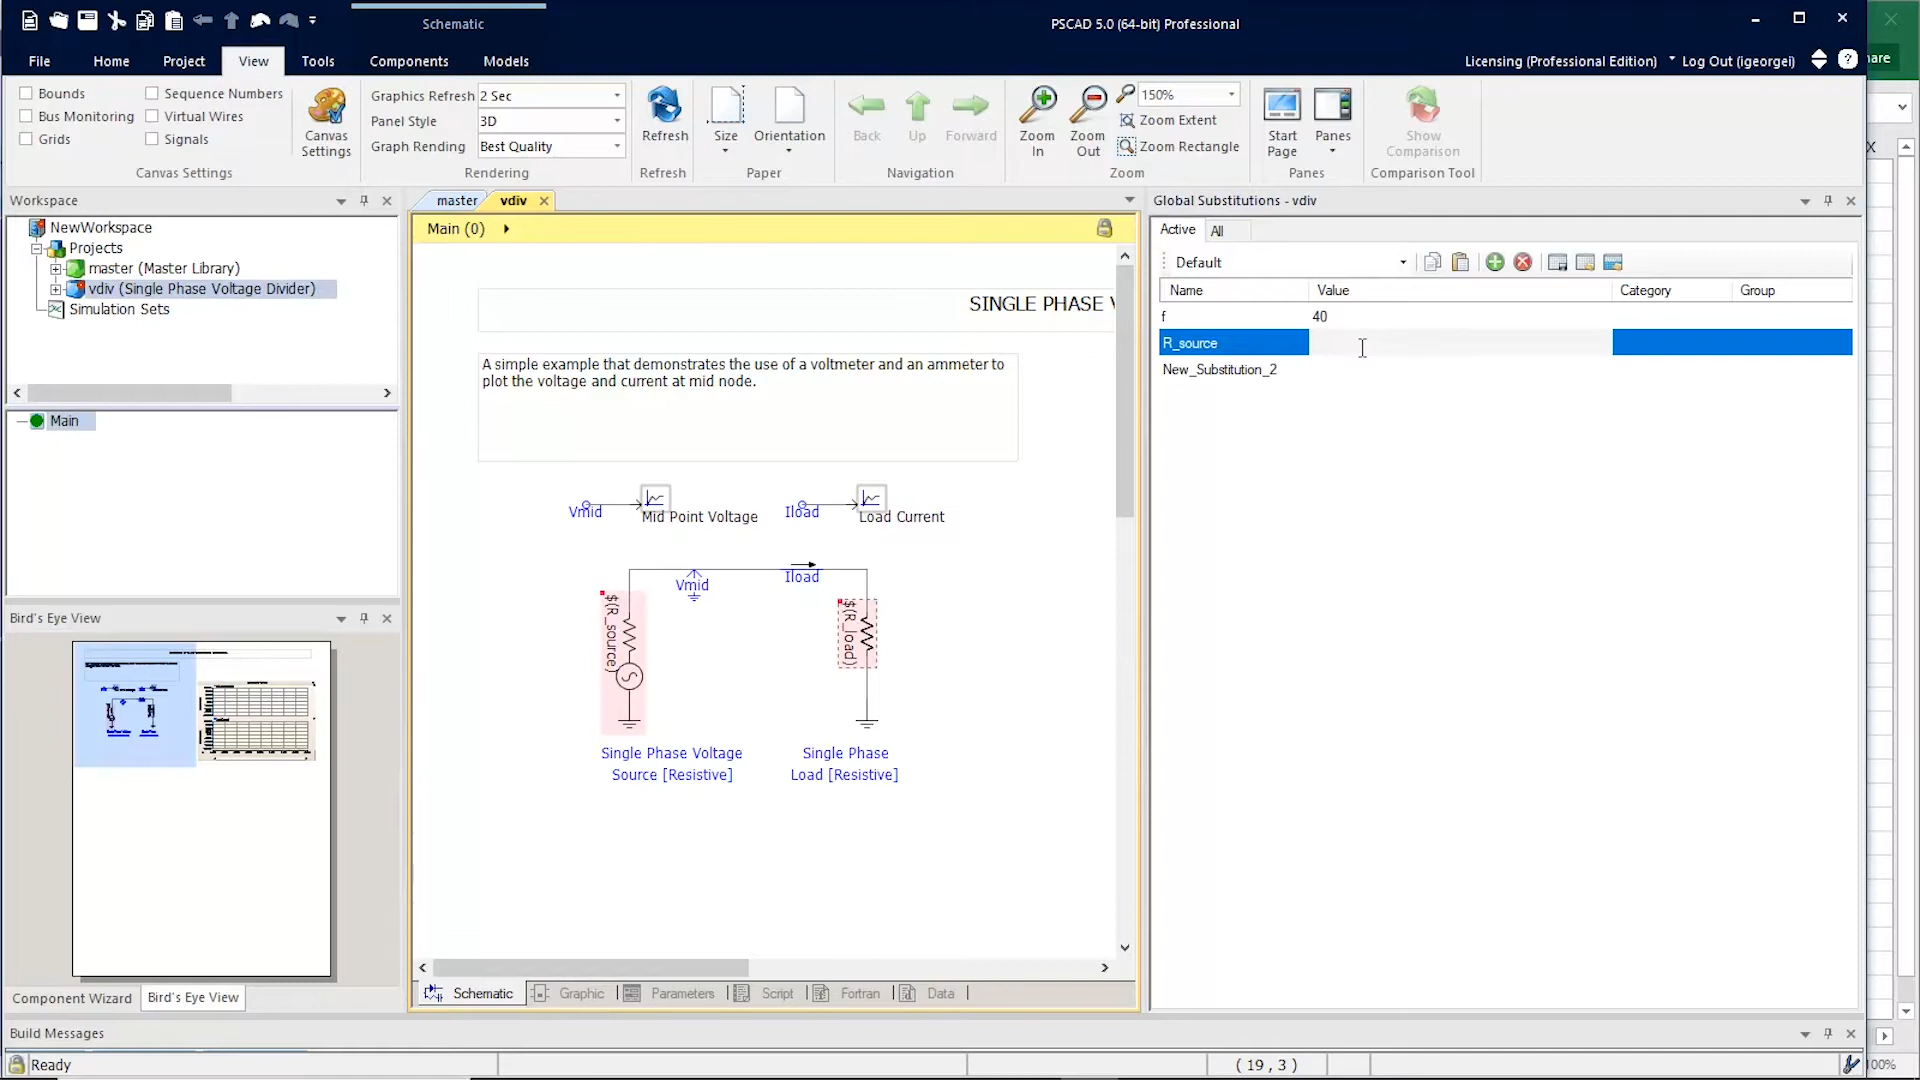 Schematic
PSCAD 5.0 (64-bit) Professional
File
Home
Project
View
Tools
Components
Models
Licensing (Professional Edition)
Log Out (igeorgei)
?
are
Bounds
Sequence Numbers
Bus Monitoring
Virtual Wires
Grids
Signals
Canvas Settings
Canvas Settings
Graphics Refresh 2 Sec
Panel Style 3D
Graph Rendering Best Quality
Rendering
Refresh
Refresh
Size
Orientation
Paper
Back
Up
Forward
Navigation
Zoom In
Zoom Out
150%
Zoom Extent
Zoom Rectangle
Zoom
Start Page
Panes
Panes
Show Comparison
Comparison Tool
X
Workspace
NewWorkspace
Projects
master (Master Library)
vdiv (Single Phase Voltage Divider)
Simulation Sets
Main
Bird's Eye View
Component Wizard
Bird's Eye View
master
vdiv
Main (0)
SINGLE PHASE V
A simple example that demonstrates the use of a voltmeter and an ammeter to
plot the voltage and current at mid node.
Vmid
Mid Point Voltage
Iload
Load Current
Vmid
Iload
$(R_source)
$(R_load)
Single Phase Voltage
Source [Resistive]
Single Phase
Load [Resistive]
Schematic
Graphic
Parameters
Script
Fortran
Data
Global Substitutions - vdiv
Active
All
Default
Name Value Category Group
f 40
R_source
New_Substitution_2
Build Messages
Ready
( 19 , 3 )
00%